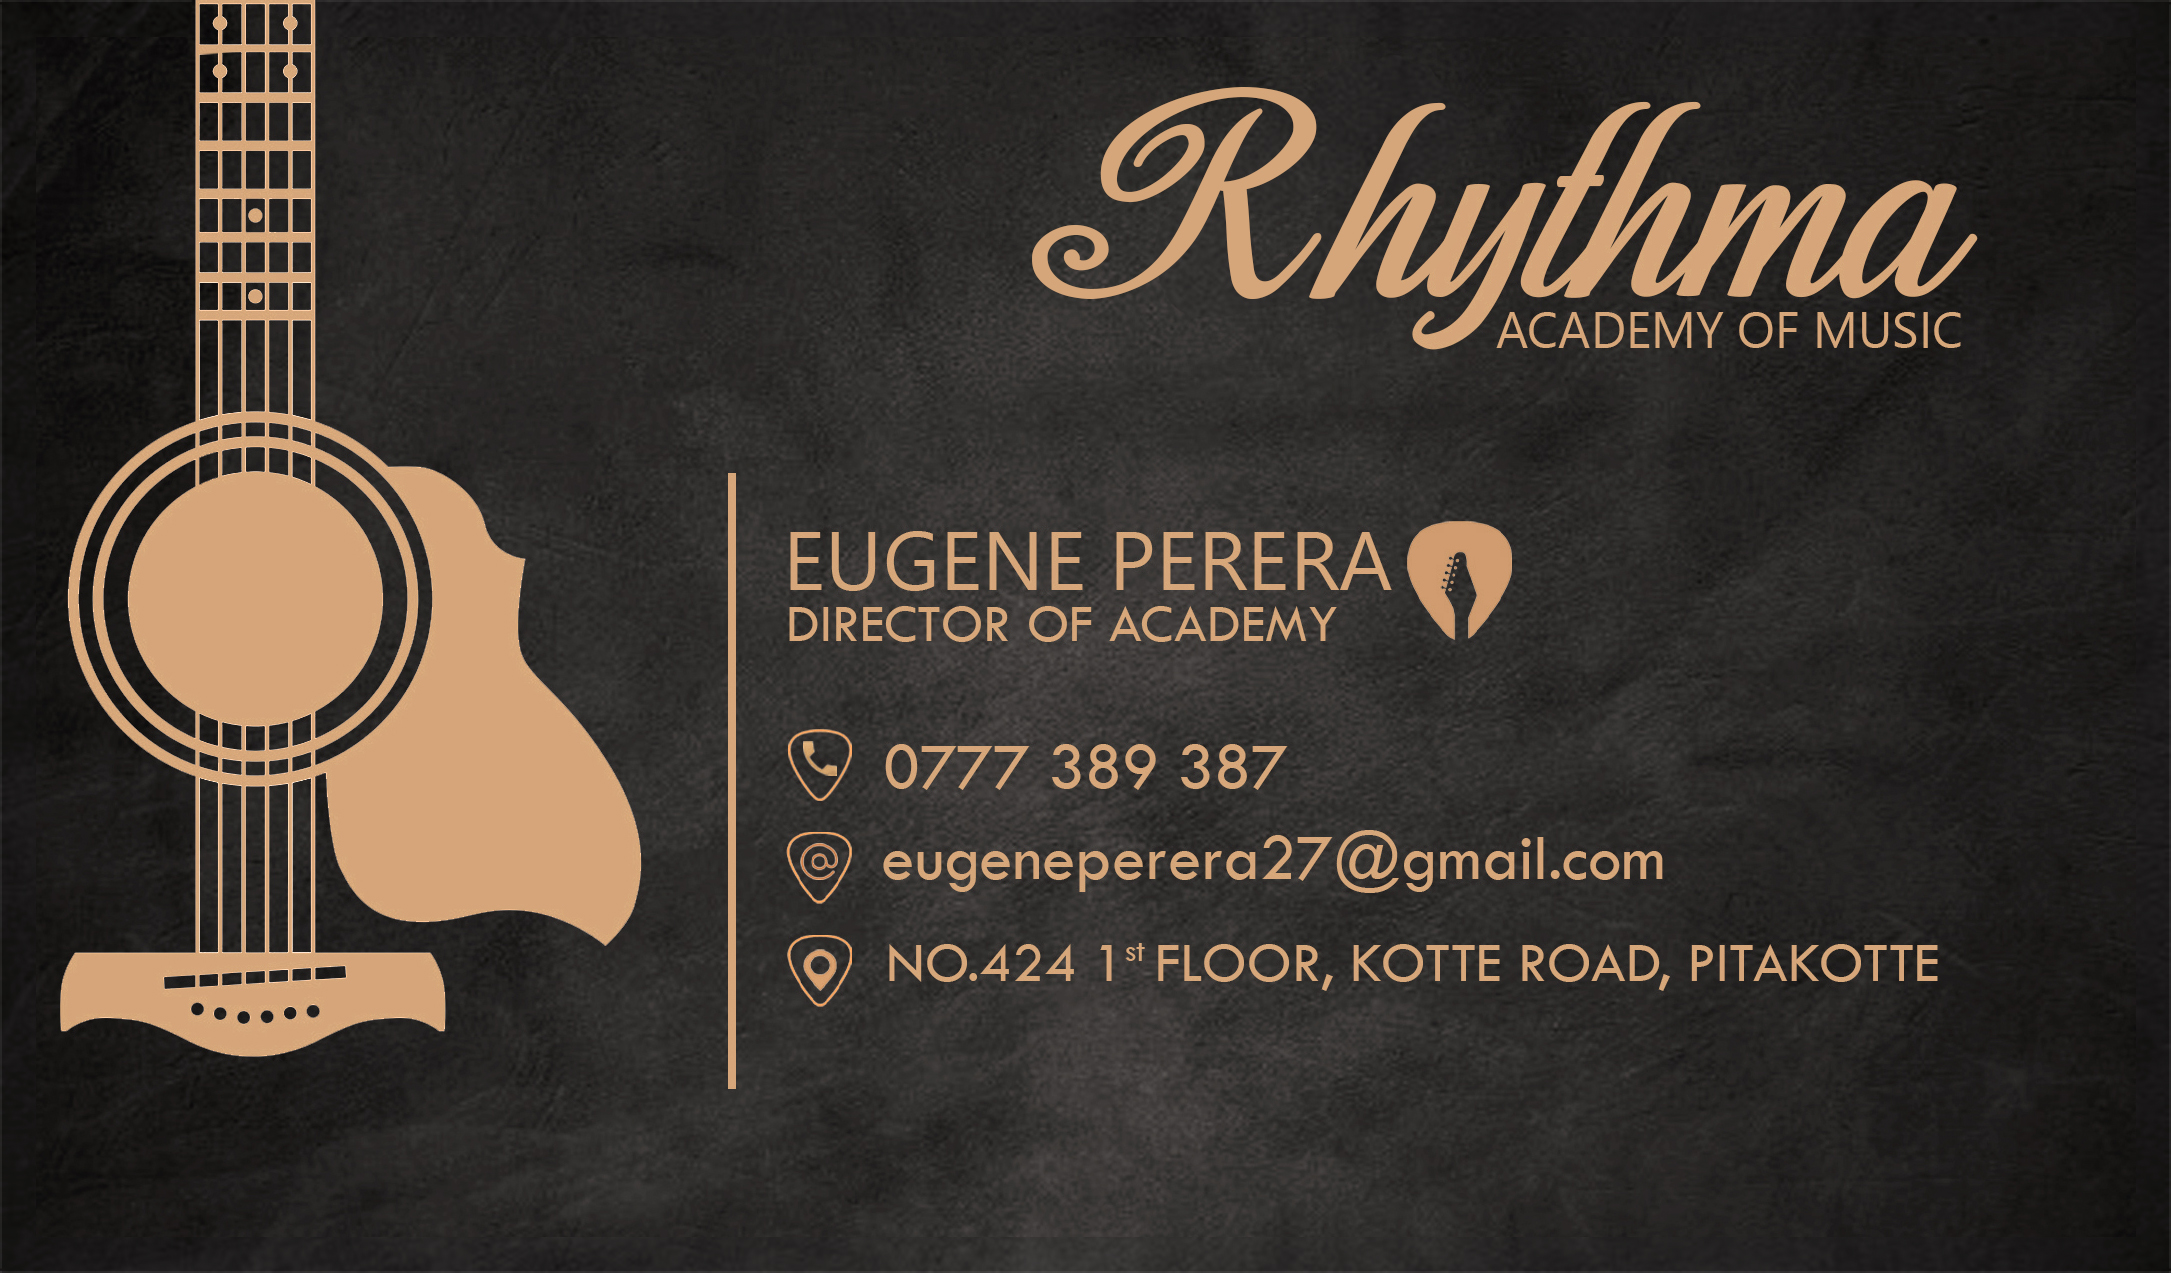 Rhythma
ACADEMY OF MUSIC
EUGENE PERERA
DIRECTOR OF ACADEMY
0777 389 387
eugeneperera27@gmail.com
NO.424 1st FLOOR, KOTTE ROAD, PITAKOTTE